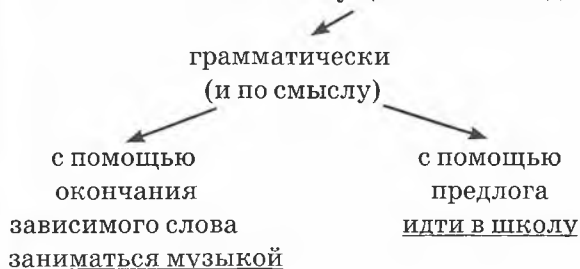 грамматически
(и по смыслу)
с помощью
окончания
зависимого слова
заниматься музыкой
с помощью
предлога
идти в школу